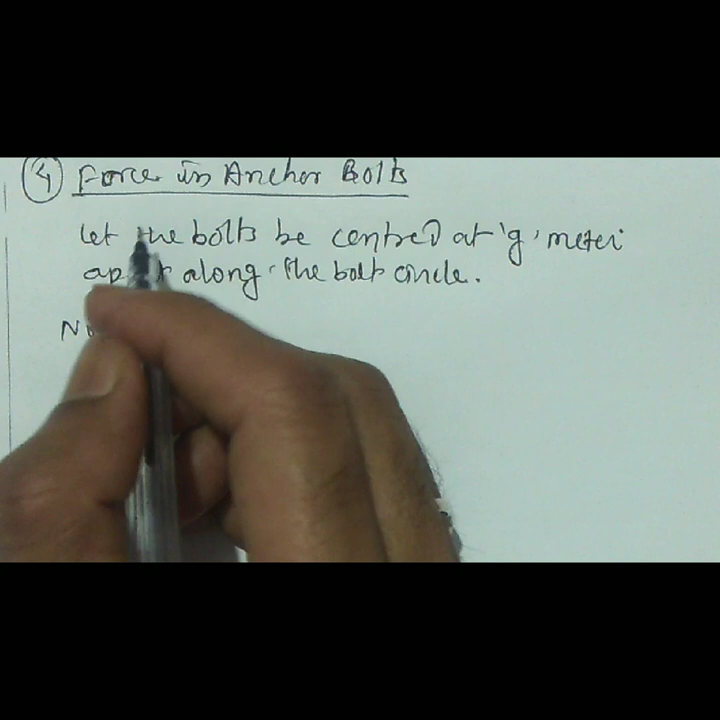 ④ Force in Anchor Bolts
Let the bolts be centred at 'g' meter
along the bolt circle.